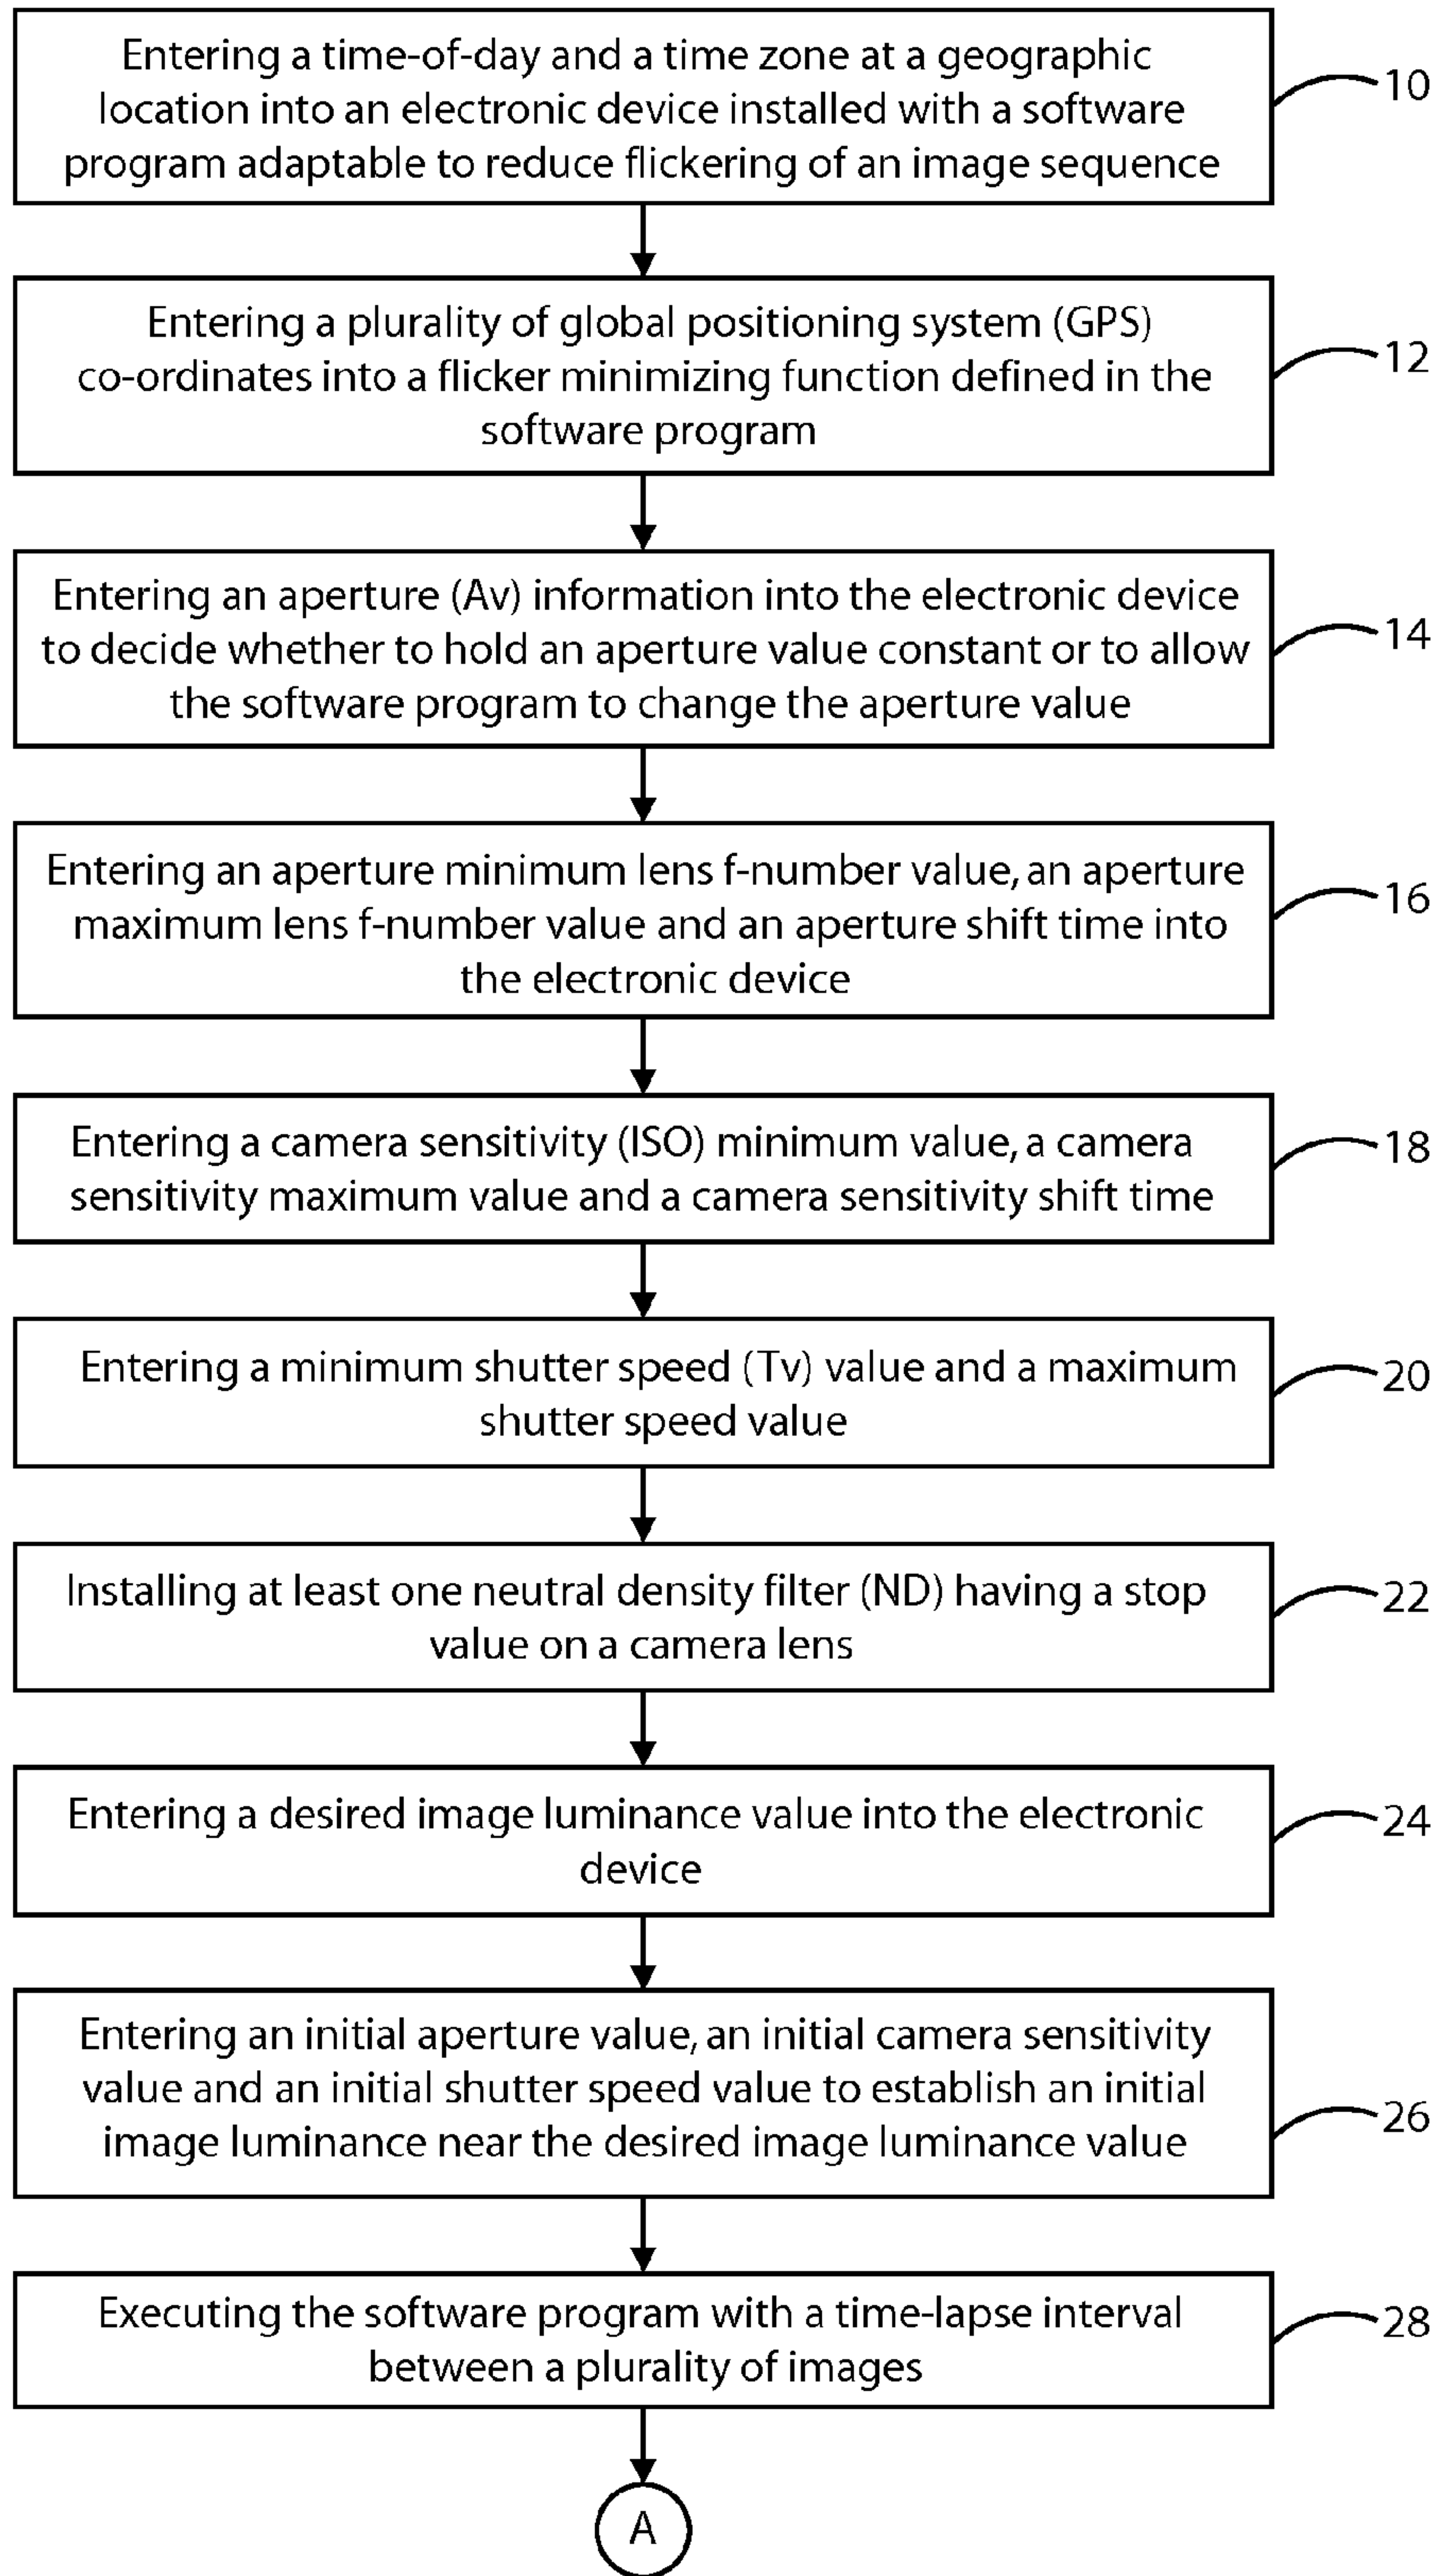 Entering a time-of-day and a time zone at a geographic
location into an electronic device installed with a software
program adaptable to reduce flickering of an image sequence
10
Entering a plurality of global positioning system (GPS)
co-ordinates into a flicker minimizing function defined in the
software program
12
Entering an aperture (Av) information into the electronic device
to decide whether to hold an aperture value constant or to allow
the software program to change the aperture value
14
Entering an aperture minimum lens f-number value, an aperture
maximum lens f-number value and an aperture shift time into
the electronic device
16
Entering a camera sensitivity (ISO) minimum value, a camera
sensitivity maximum value and a camera sensitivity shift time
18
Entering a minimum shutter speed (Tv) value and a maximum
shutter speed value
20
Installing at least one neutral density filter (ND) having a stop
value on a camera lens
22
Entering a desired image luminance value into the electronic
device
24
Entering an initial aperture value, an initial camera sensitivity
value and an initial shutter speed value to establish an initial
image luminance near the desired image luminance value
26
Executing the software program with a time-lapse interval
between a plurality of images
28
A